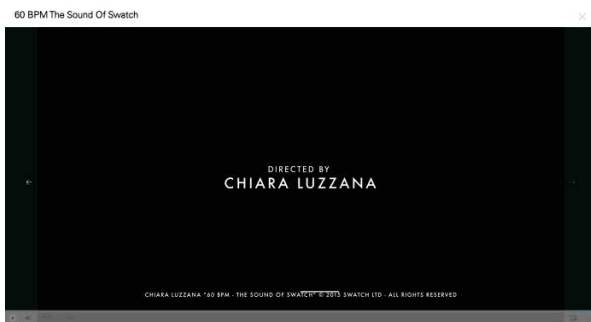 60 BPM The Sound Of Swatch
DIRECTED BY
CHIARA LUZZANA
CHIARA LUZZANA "60 BPM - THE SOUND OF SWATCH" © 2013 SWATCH LTD - ALL RIGHTS RESERVED